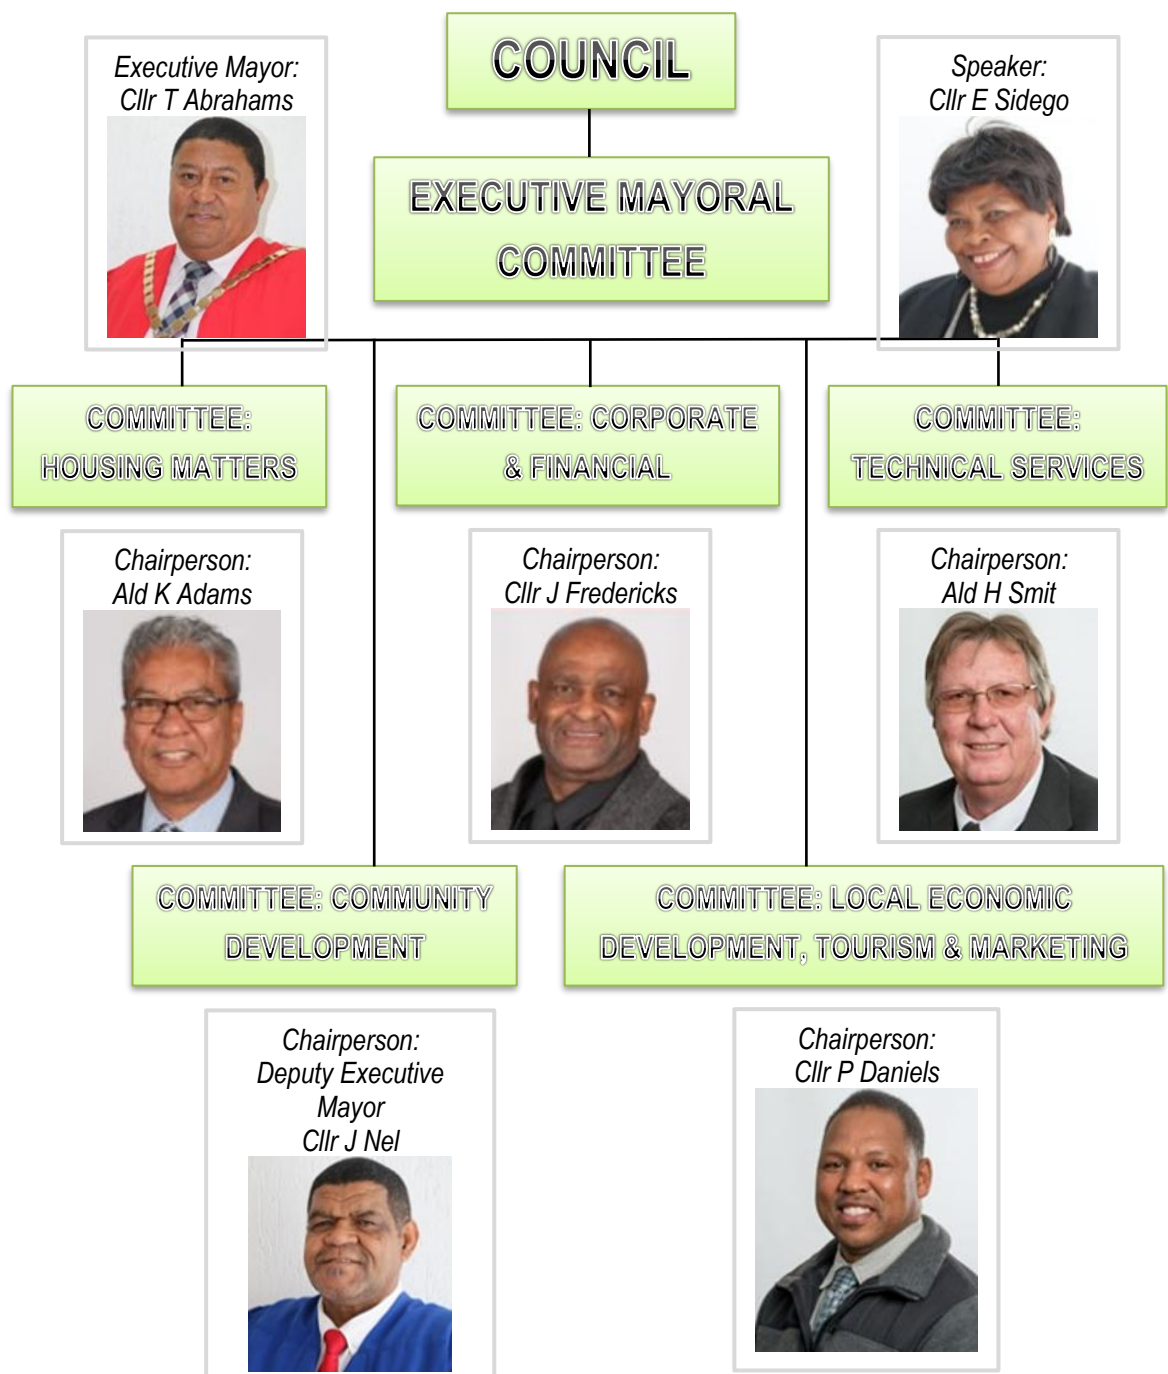 COUNCIL
Executive Mayor:
Cllr T Abrahams
Speaker:
Cllr E Sidego
EXECUTIVE MAYORAL
COMMITTEE
COMMITTEE:
HOUSING MATTERS
COMMITTEE: CORPORATE
& FINANCIAL
COMMITTEE:
TECHNICAL SERVICES
Chairperson:
Ald K Adams
Chairperson:
Cllr J Fredericks
Chairperson:
Ald H Smit
COMMITTEE: COMMUNITY
DEVELOPMENT
COMMITTEE: LOCAL ECONOMIC
DEVELOPMENT, TOURISM & MARKETING
Chairperson:
Deputy Executive
Mayor
Cllr J Nel
Chairperson:
Cllr P Daniels